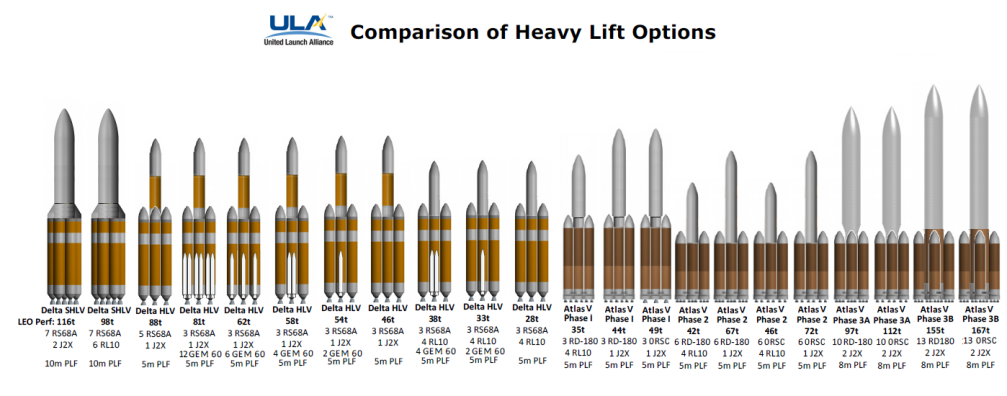 ULA™
United Launch Alliance
Comparison of Heavy Lift Options
Delta SHLV Delta SHLV Delta HLV Delta HLV Delta HLV Delta HLV Delta HLV Delta HLV Delta HLV Delta HLV Delta HLV Atlas V Atlas V Atlas V Atlas V Atlas V Atlas V Atlas V Atlas V Atlas V Atlas V Atlas V
Phase I Phase I Phase I Phase 2 Phase 2 Phase 2 Phase 2 Phase 3A Phase 3A Phase 3B Phase 3B
LEO Perf: 116t 98t 88t 81t 62t 58t 54t 46t 38t 33t 28t 35t 44t 49t 42t 67t 46t 72t 97t 112t 155t 167t
7 RS68A 7 RS68A 5 RS68A 3 RS68A 3 RS68A 3 RS68A 3 RS68A 3 RS68A 3 RS68A 3 RS68A 3 RS68A 3 RD-180 3 RD-180 3 ORSC 6 RD-180 6 RD-180 6 ORSC 6 ORSC 10 RD-180 10 ORSC 13 RD180 13 ORSC
2 J2X 6 RL10 1 J2X 1 J2X 1 J2X 1 J2X 1 J2X 1 J2X 4 RL10 4 RL10 4 RL10 4 RL10 1 J2X 1 J2X 4 RL10 1 J2X 4 RL10 1 J2X 2 J2X 2 J2X 2 J2X 2 J2X
12 GEM 60 6 GEM 60 4 GEM 60 2 GEM 60 4 GEM 60 2 GEM 60
10m PLF 10m PLF 5m PLF 5m PLF 5m PLF 5m PLF 5m PLF 5m PLF 5m PLF 5m PLF 5m PLF 5m PLF 5m PLF 5m PLF 5m PLF 5m PLF 5m PLF 5m PLF 8m PLF 8m PLF 8m PLF 8m PLF